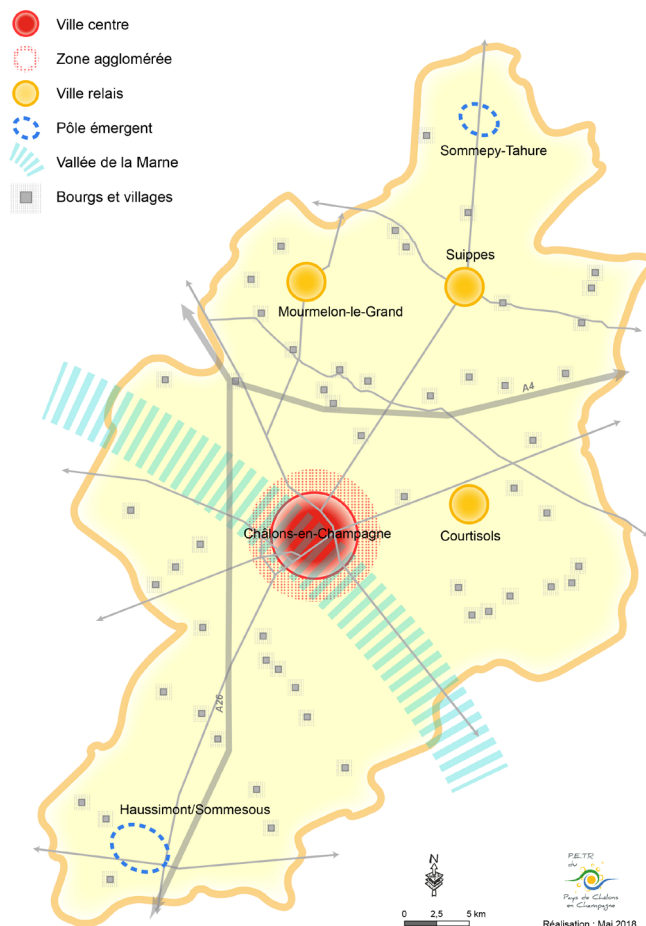 Ville centre
Zone agglomérée
Ville relais
Pôle émergent
Vallée de la Marne
Bourgs et villages
Sommepy-Tahure
Suippes
Mourmelon-le-Grand
A4
Châlons-en-Champagne
Courtisols
A26
Haussimont/Sommesous
N
0 2,5 5 km
P.E.T.R
du
Pays de Châlons
en Champagne
Réalisation : Mai 2018